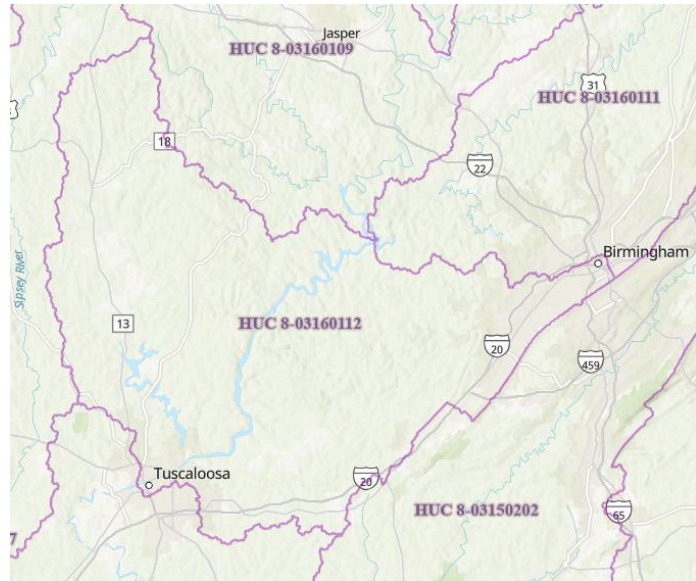 Jasper
HUC 8-03160109
31
HUC 8-03160111
18
22
Birmingham
Sipsey River
13
HUC 8-03160112
20
459
Tuscaloosa
20
HUC 8-03150202
65
7